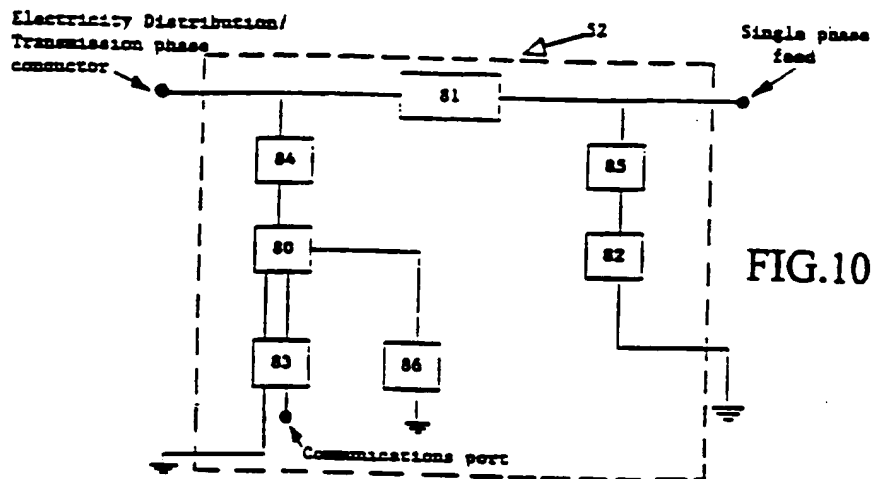 Electricity Distribution/
Transmission phase
conductor
52
Single phase
feed
81
84
85
80
82
FIG.10
83
86
Communications port